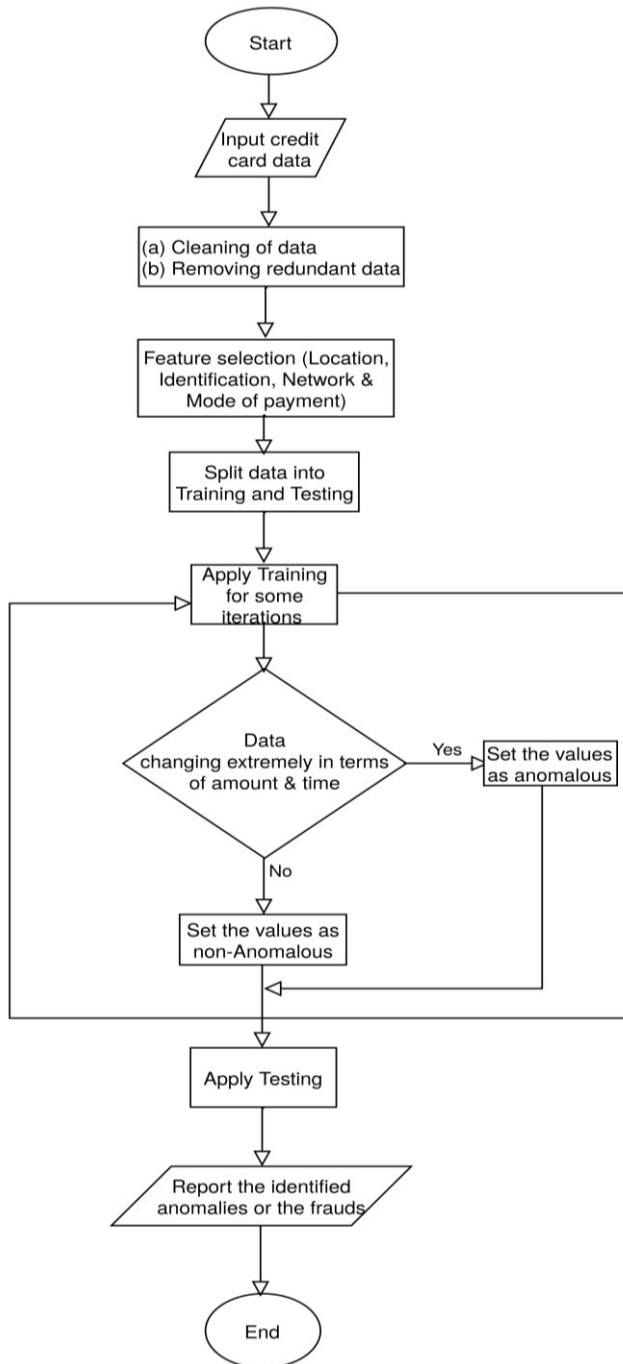 Start
Input credit
card data
(a) Cleaning of data
(b) Removing redundant data
Feature selection (Location,
Identification, Network &
Mode of payment)
Split data into
Training and Testing
Apply Training
for some
iterations
Data
changing extremely in terms
of amount & time
Yes
Set the values
as anomalous
No
Set the values as
non-Anomalous
Apply Testing
Report the identified
anomalies or the frauds
End